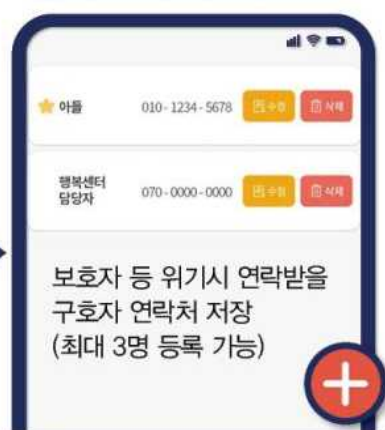 아들 010-1234-5678 수정 삭제
행복센터
담당자 070-0000-0000 수정 삭제
보호자 등 위기시 연락받을
구호자 연락처 저장
(최대 3명 등록 가능)